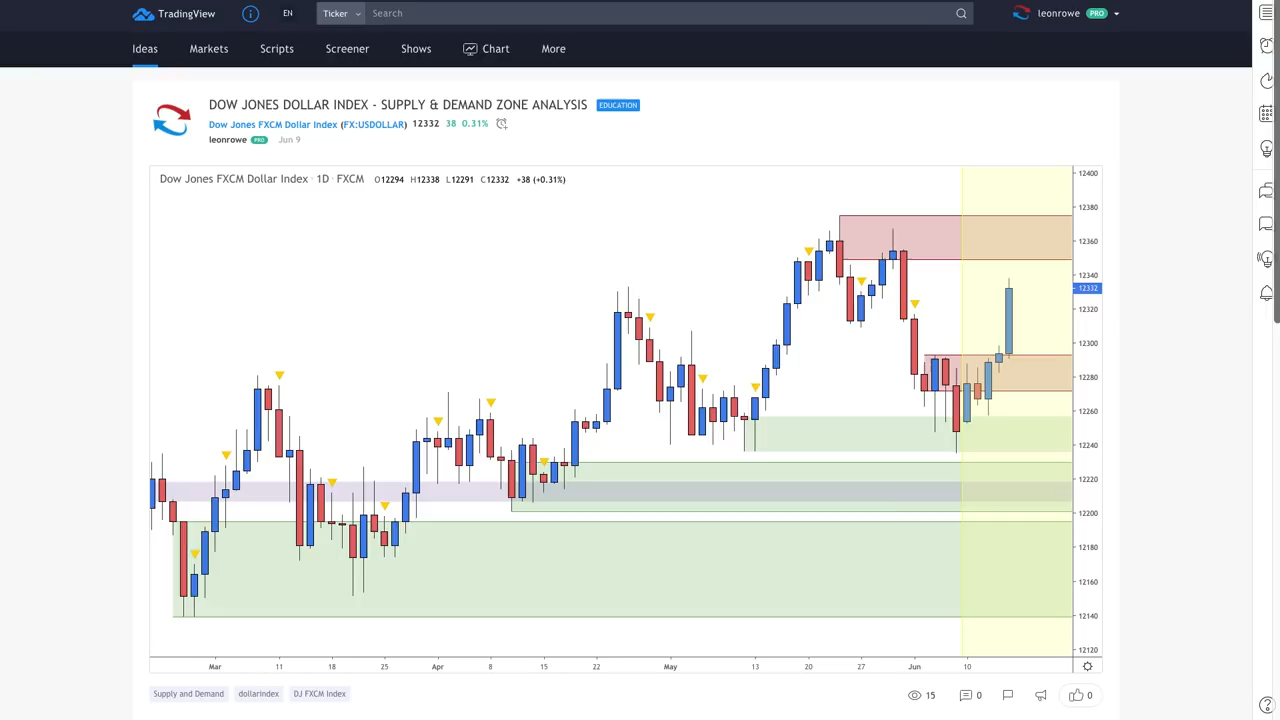 TradingView
i
EN
Ticker
Search
leonrowe PRO
Ideas Markets Scripts Screener Shows Chart More
DOW JONES DOLLAR INDEX - SUPPLY & DEMAND ZONE ANALYSIS EDUCATION
Dow Jones FXCM Dollar Index (FX:USDOLLAR) 12332 38 0.31%
leonrowe PRO Jun 9
Dow Jones FXCM Dollar Index · 1D · FXCM O12294 H12338 L12291 C12332 +38 (+0.31%)
12400
12380
12360
12340
12332
12320
12300
12280
12260
12240
12220
12200
12180
12160
12140
12120
Mar 11 18 25 Apr 8 15 22 May 13 20 27 Jun 10
Supply and Demand dollarindex DJ FXCM Index
15 0 0
?